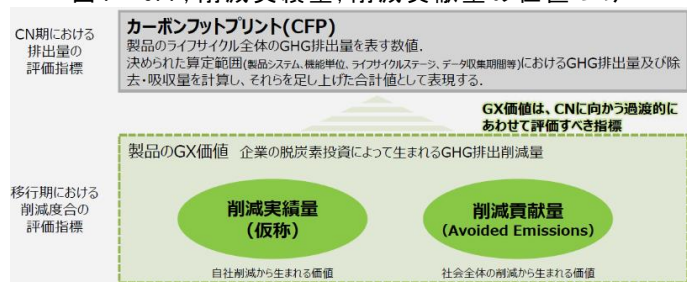 カーボンフットプリント(CFP)
CN期における
排出量の
評価指標
製品のライフサイクル全体のGHG排出量を表す数値.
決められた算定範囲(製品システム、機能単位、ライフサイクルステージ、データ収集期間等)におけるGHG排出量及び除
去・吸収量を計算し、それらを足し上げた合計値として表現する.
GX価値は、CNに向かう過渡的に
あわせて評価すべき指標
製品のGX価値 企業の脱炭素投資によって生まれるGHG排出削減量
移行期における
削減度合の
評価指標
削減実績量
(仮称)
削減貢献量
(Avoided Emissions)
自社削減から生まれる価値
社会全体の削減から生まれる価値